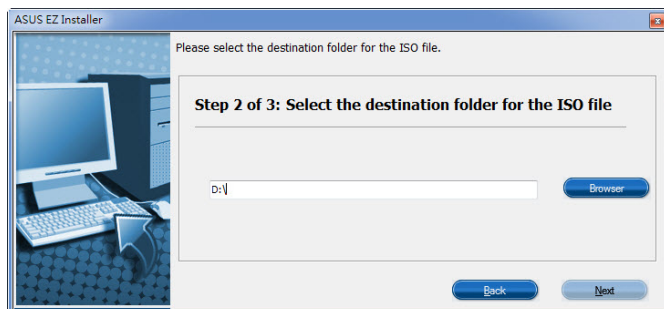 ASUS EZ Installer
Please select the destination folder for the ISO file.
Step 2 of 3: Select the destination folder for the ISO file
D:\
Browser
Back
Next